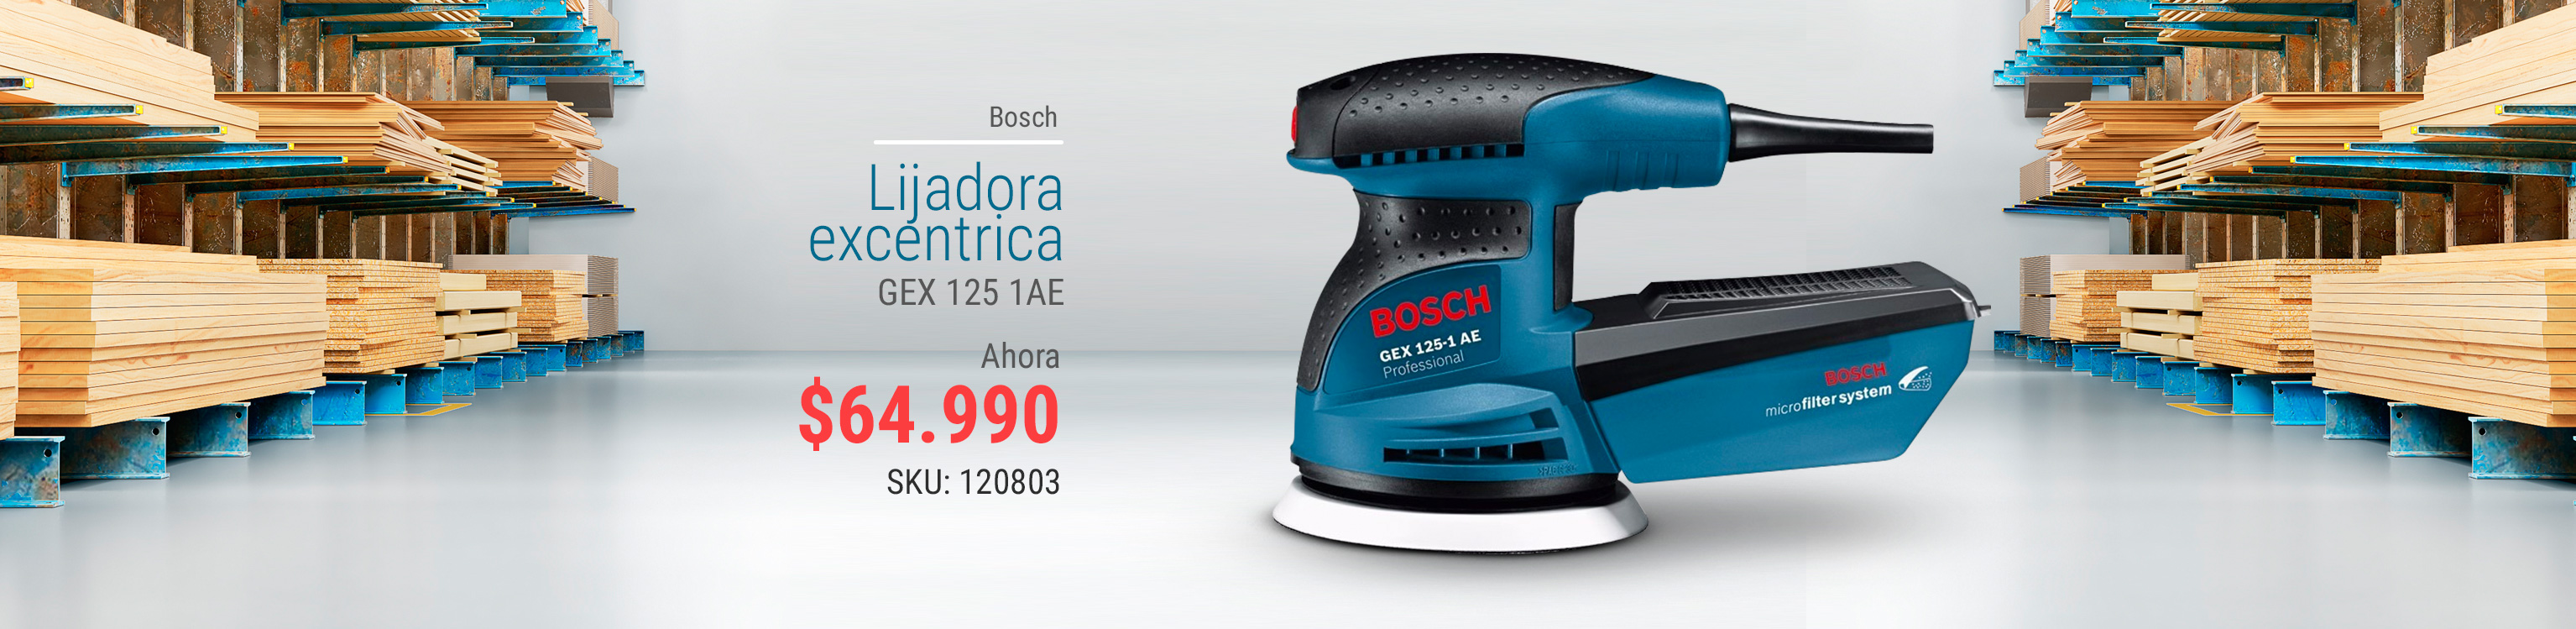 Bosch
Lijadora
excéntrica
GEX 125 1AE
Ahora
$64.990
SKU: 120803
BOSCH
GEX 125-1 AE
Professional
BOSCH
microfilter system